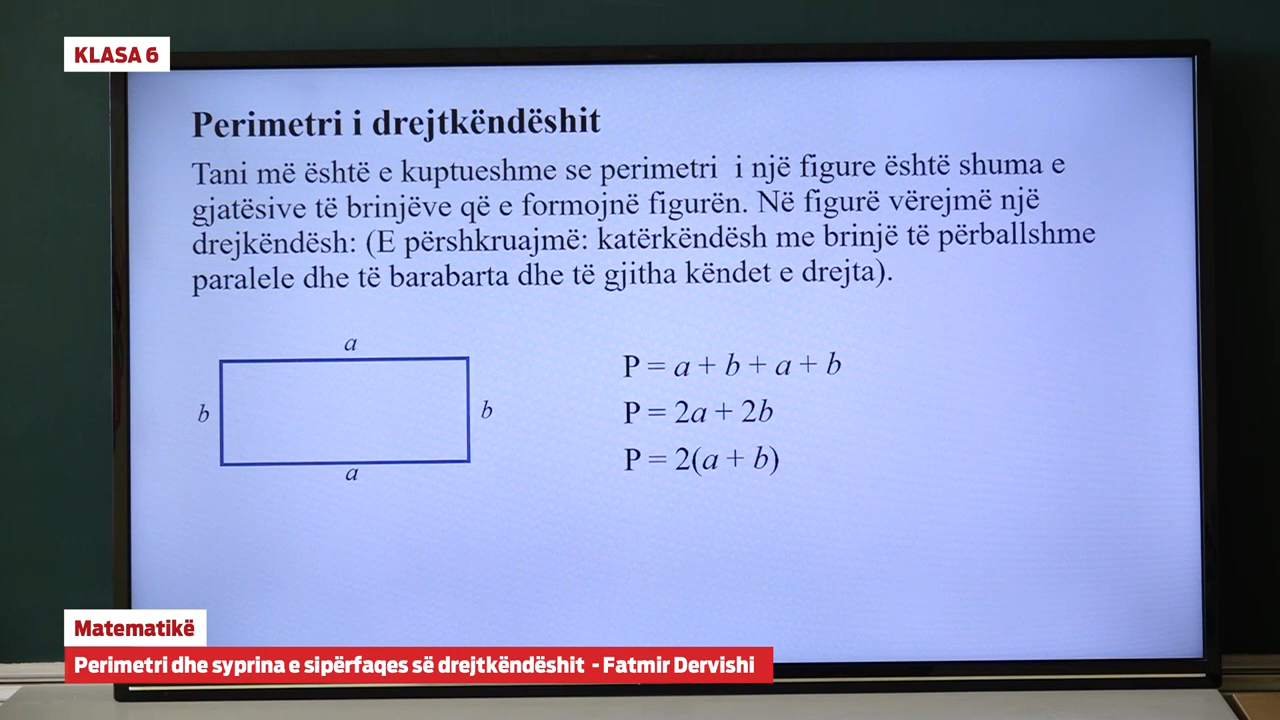 KLASA 6
Perimetri i drejtkëndëshit
Tani më është e kuptueshme se perimetri i një figure është shuma e
gjatësive të brinjëve që e formojnë figurën. Në figurë vërejmë një
drejkëndësh: (E përshkruajmë: katërkëndësh me brinjë të përballshme
paralele dhe të barabarta dhe të gjitha këndet e drejta).
a
b
b
a
P = a + b + a + b
P = 2a + 2b
P = 2(a + b)
Matematikë
Perimetri dhe syprina e sipërfaqes së drejtkëndëshit - Fatmir Dervishi